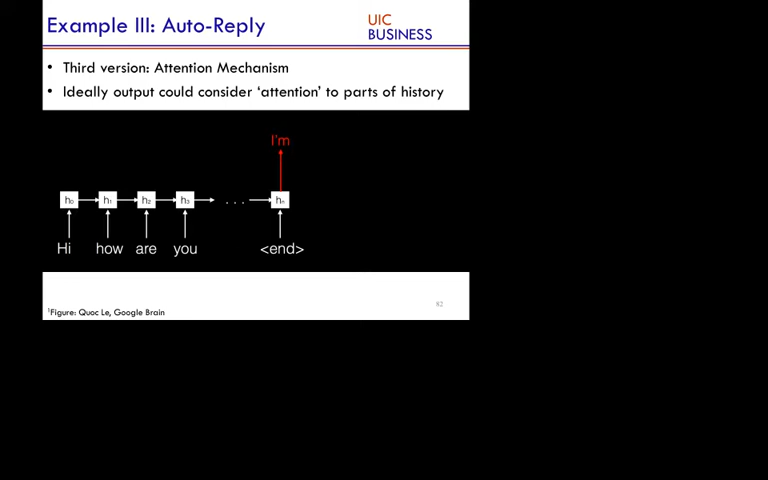 Example III: Auto-Reply
UIC
BUSINESS
• Third version: Attention Mechanism
• Ideally output could consider ‘attention’ to parts of history
I'm
h₀ h₁ h₂ h₃ . . . hₙ
Hi how are you <end>
82
¹Figure: Quoc Le, Google Brain